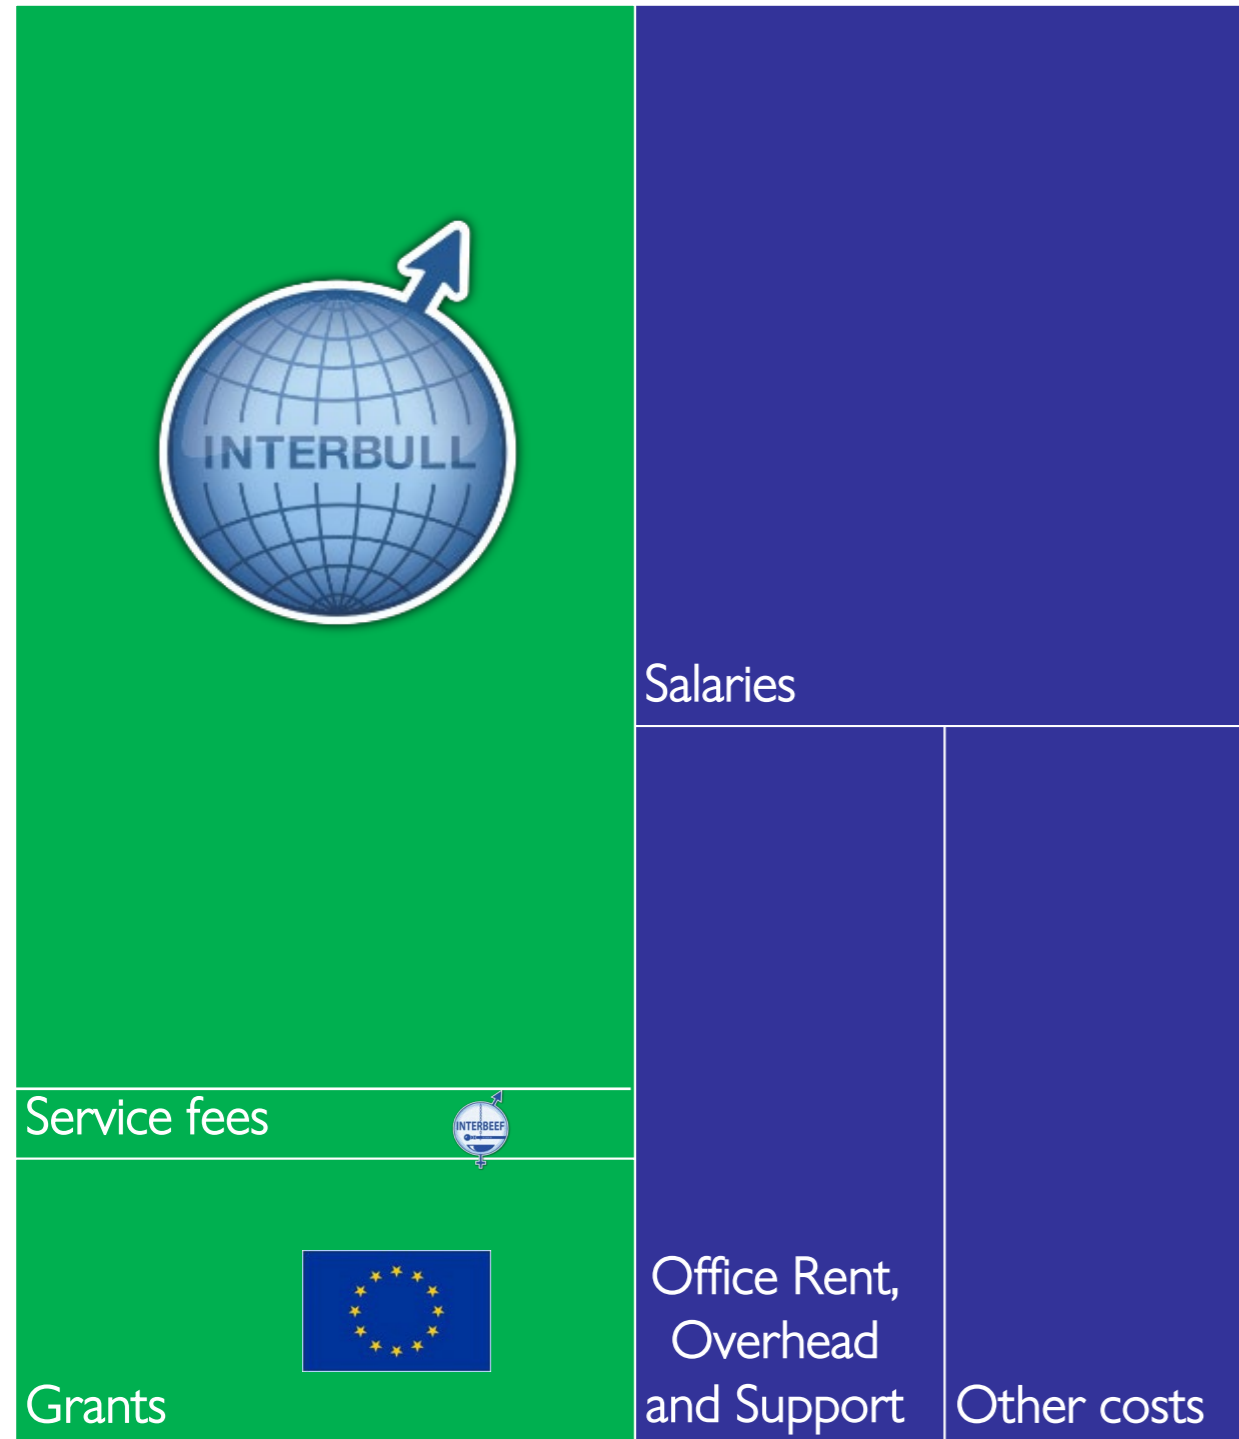 INTERBULL
Service fees
INTERBEEF
Grants
Salaries
Office Rent,
Overhead
and Support
Other costs